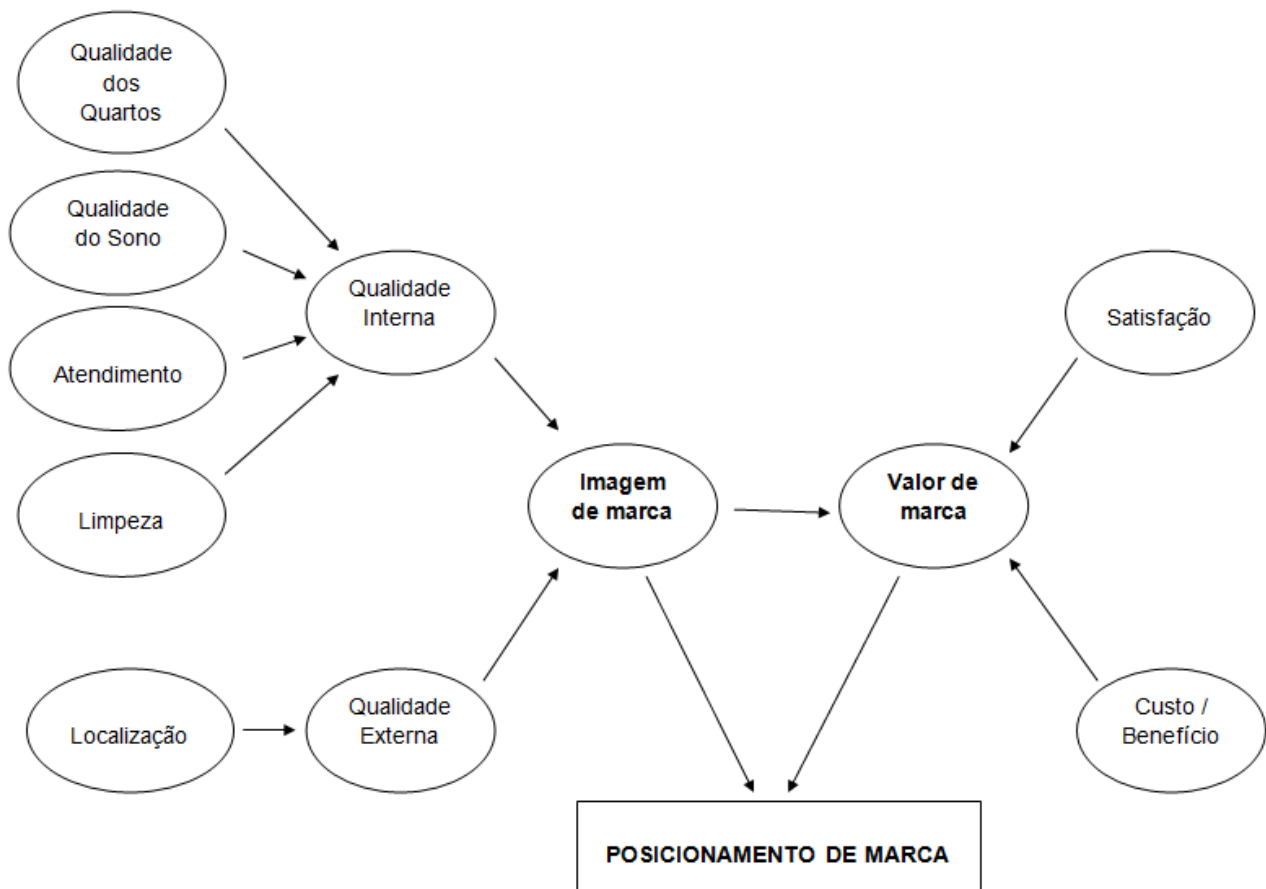 Qualidade
dos
Quartos
Qualidade
do Sono
Atendimento
Limpeza
Qualidade
Interna
Localização
Qualidade
Externa
Imagem
de marca
Valor de
marca
Satisfação
Custo /
Benefício
POSICIONAMENTO DE MARCA